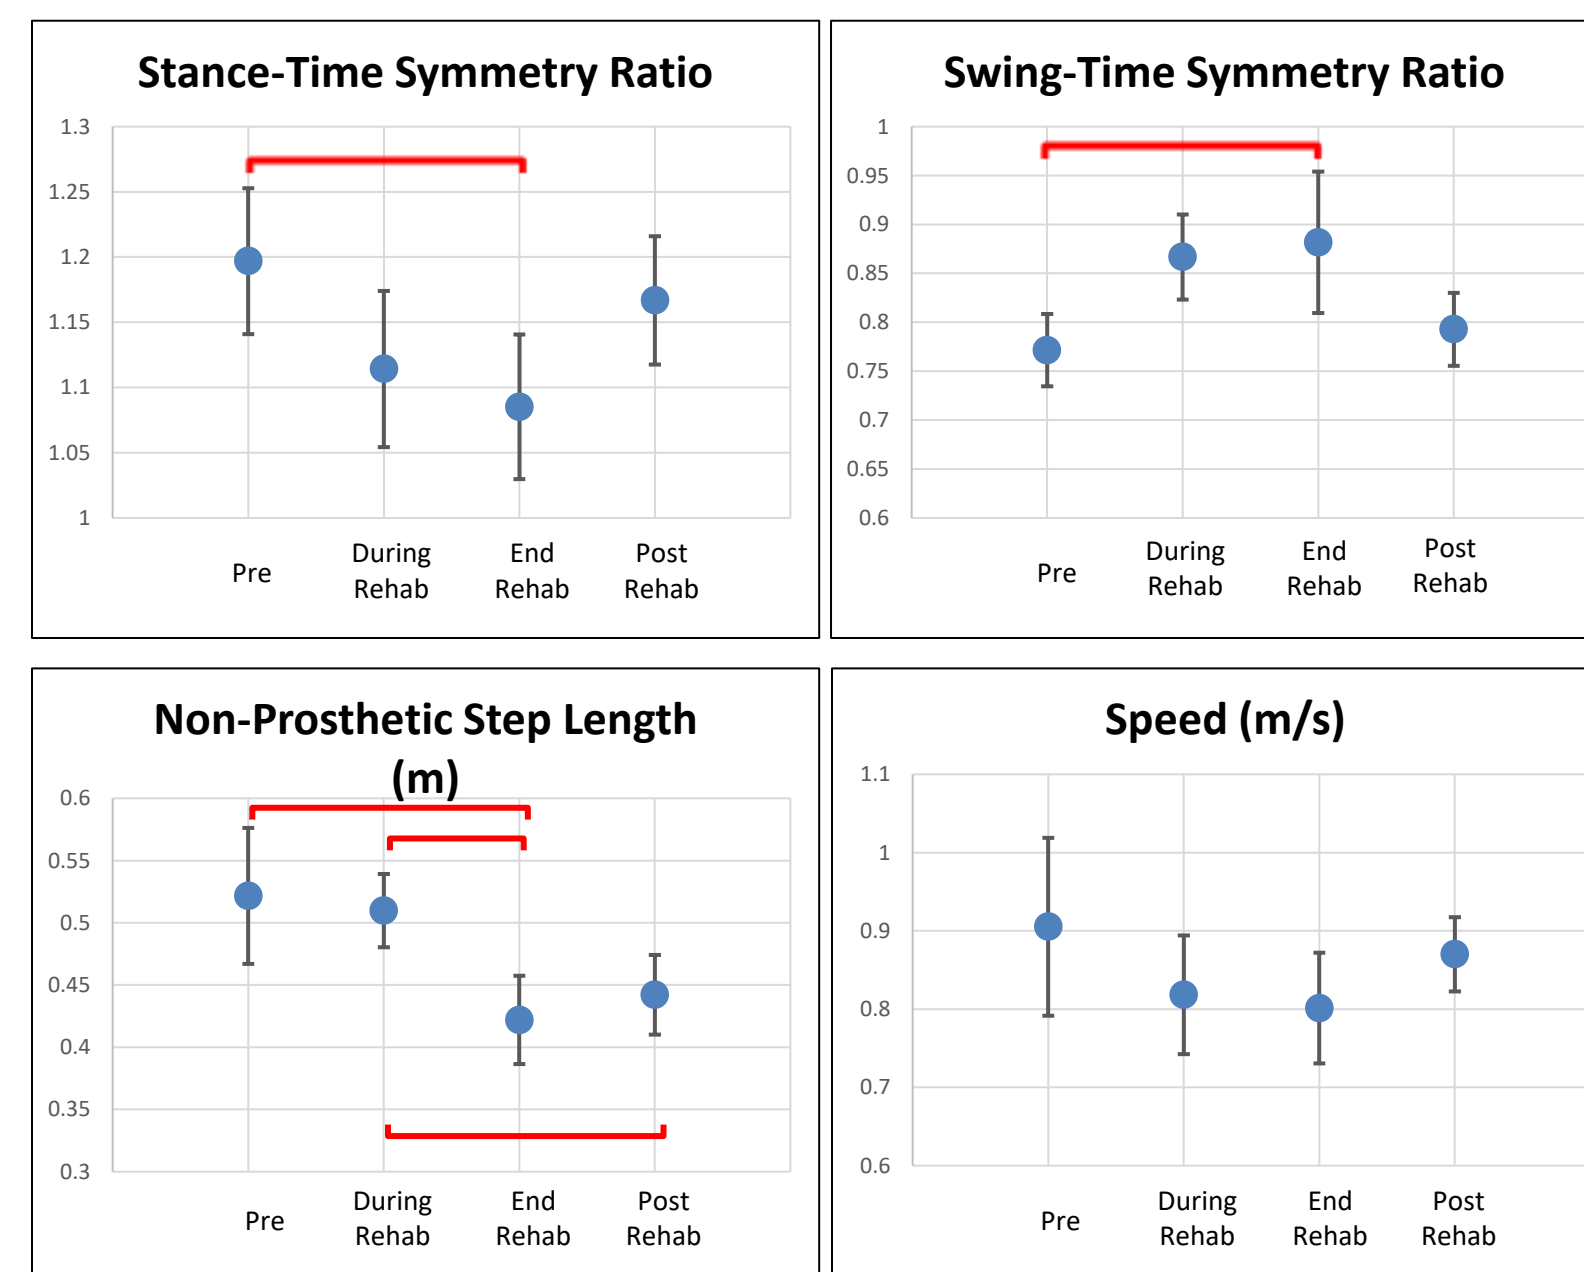 Stance-Time Symmetry Ratio
1.3
1.25
1.2
1.15
1.1
1.05
1
Pre
During
Rehab
End
Rehab
Post
Rehab
Swing-Time Symmetry Ratio
1
0.95
0.9
0.85
0.8
0.75
0.7
0.65
0.6
Pre
During
Rehab
End
Rehab
Post
Rehab
Non-Prosthetic Step Length
(m)
0.6
0.55
0.5
0.45
0.4
0.35
0.3
Pre
During
Rehab
End
Rehab
Post
Rehab
Speed (m/s)
1.1
1
0.9
0.8
0.7
0.6
Pre
During
Rehab
End
Rehab
Post
Rehab